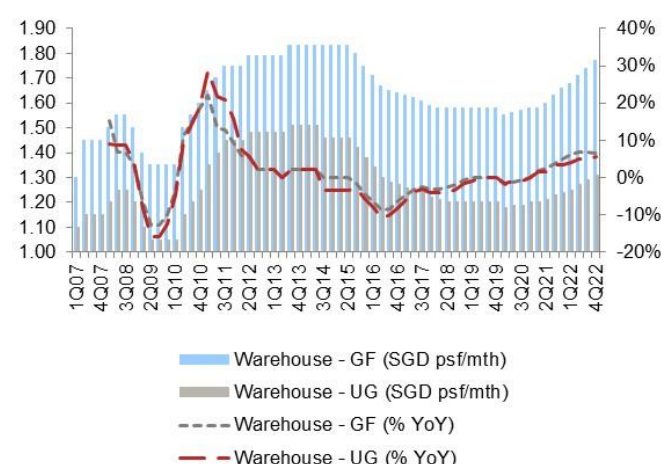 1.90
1.80
1.70
1.60
1.50
1.40
1.30
1.20
1.10
1.00
40%
30%
20%
10%
0%
-10%
-20%
1Q07
4Q07
3Q08
2Q09
1Q10
4Q10
3Q11
2Q12
1Q13
4Q13
3Q14
2Q15
1Q16
4Q16
3Q17
2Q18
1Q19
4Q19
3Q20
2Q21
1Q22
4Q22
Warehouse - GF (SGD psf/mth)
Warehouse - UG (SGD psf/mth)
Warehouse - GF (% YoY)
Warehouse - UG (% YoY)